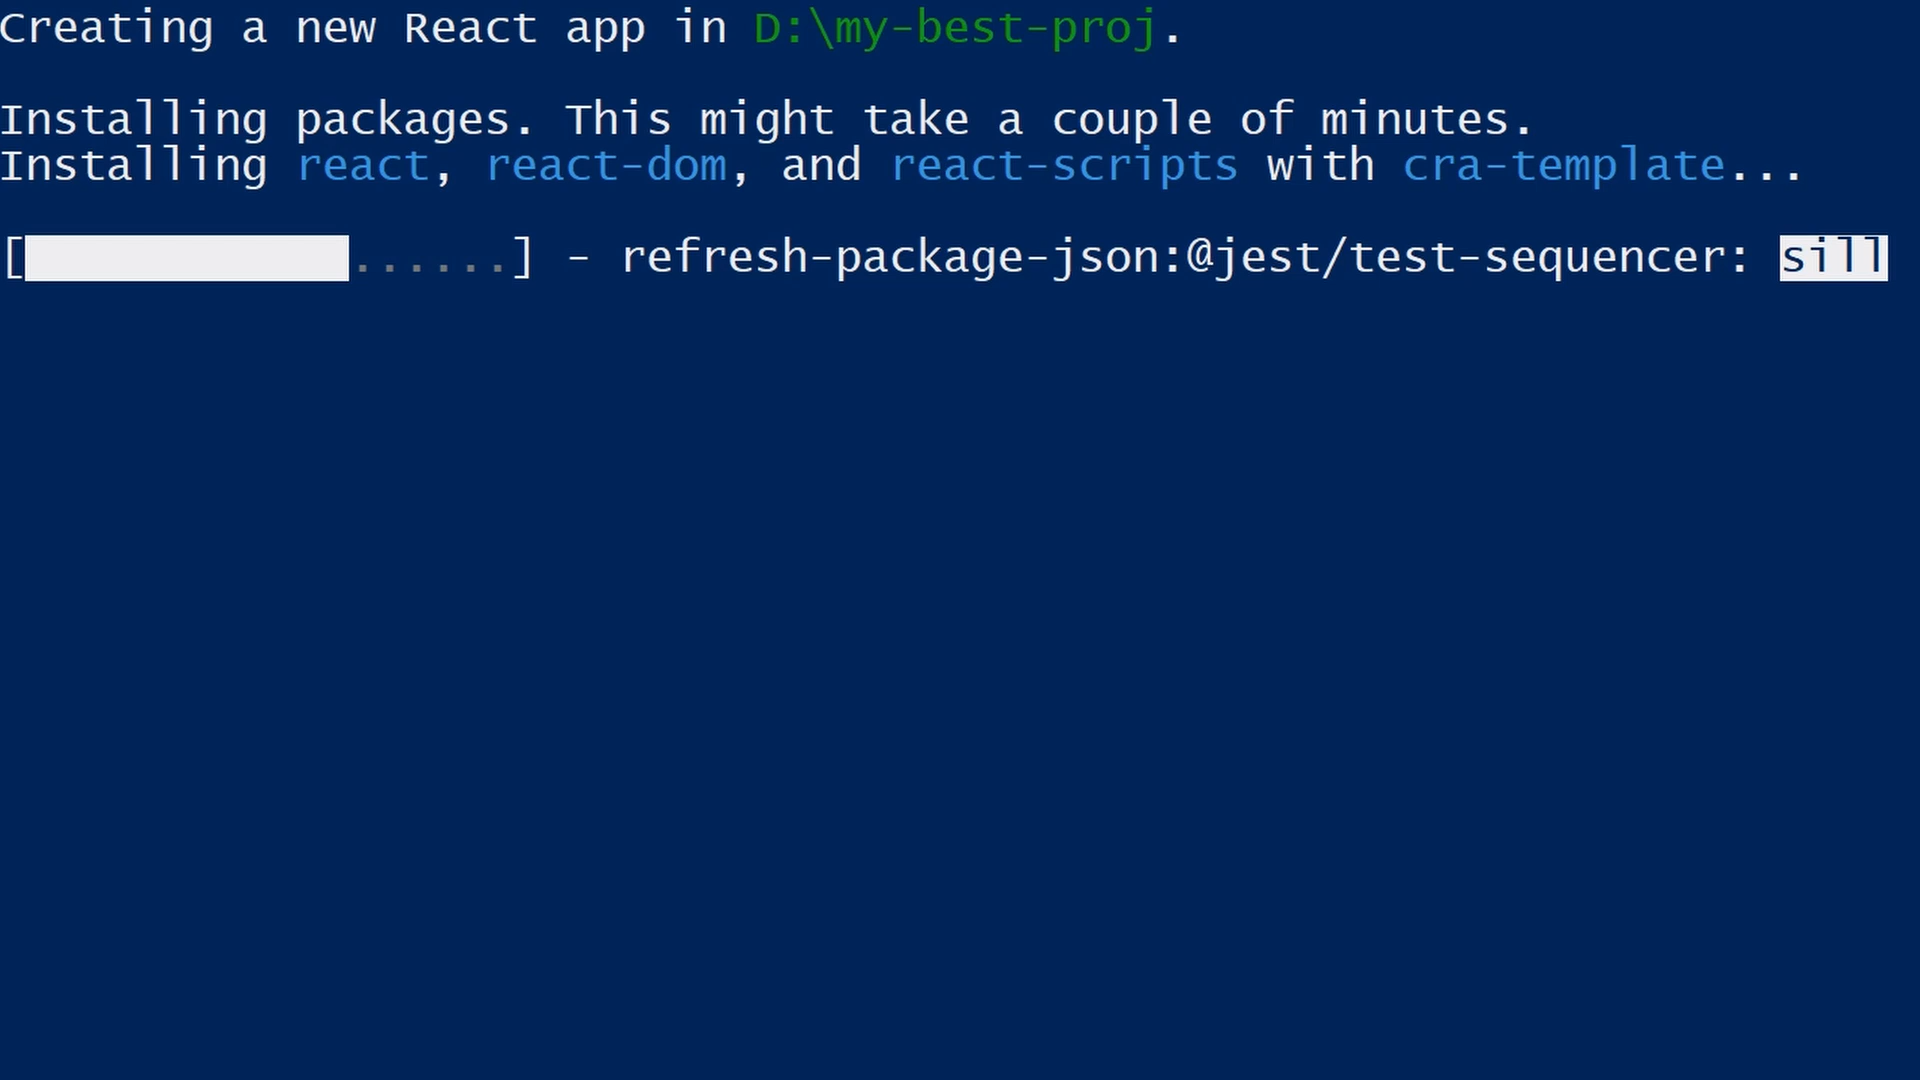 Creating a new React app in D:\my-best-proj.
Installing packages. This might take a couple of minutes.
Installing react, react-dom, and react-scripts with cra-template...
[            ......] - refresh-package-json:@jest/test-sequencer: sill